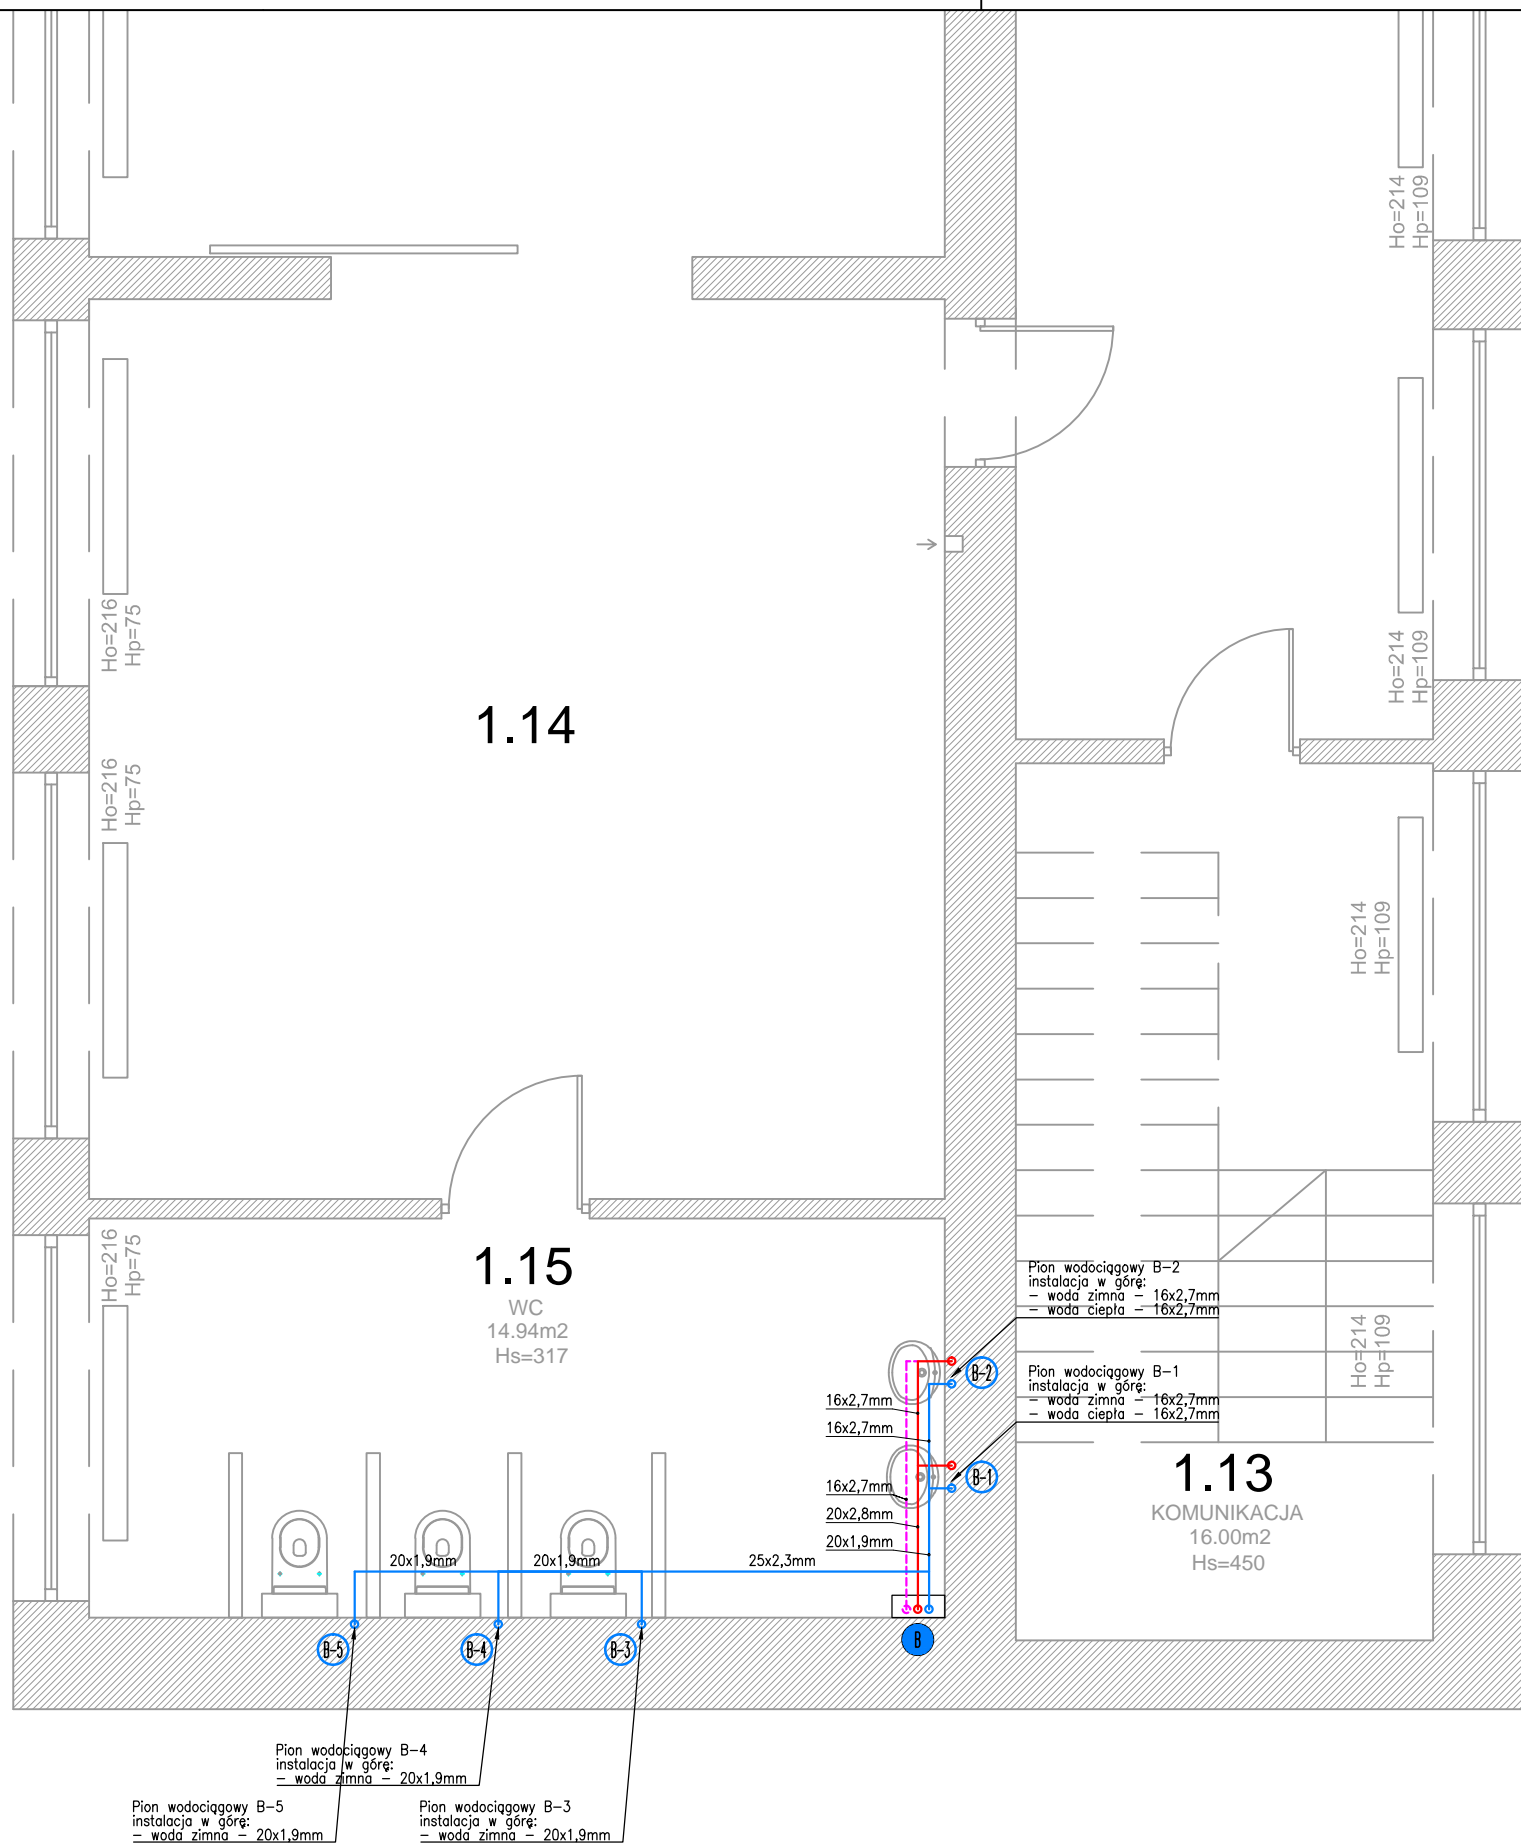 Ho=214
Hp=109
Ho=216
Hp=75
Ho=214
Hp=109
1.14
Ho=216
Hp=75
Ho=214
Hp=109
1.15
WC
14.94m2
Hs=317
Ho=216
Hp=75
Pion wodociągowy B-2
instalacja w górę:
- woda zimna - 16x2,7mm
- woda ciepła - 16x2,7mm
Ho=214
Hp=109
B-2
Pion wodociągowy B-1
instalacja w górę:
- woda zimna - 16x2,7mm
- woda ciepła - 16x2,7mm
16x2,7mm
16x2,7mm
B-1
16x2,7mm
20x2,8mm
20x1,9mm
1.13
KOMUNIKACJA
16.00m2
Hs=450
20x1,9mm
20x1,9mm
25x2,3mm
B-5
B-4
B-3
B
Pion wodociągowy B-4
instalacja w górę:
- woda zimna - 20x1,9mm
Pion wodociągowy B-5
instalacja w górę:
- woda zimna - 20x1,9mm
Pion wodociągowy B-3
instalacja w górę:
- woda zimna - 20x1,9mm